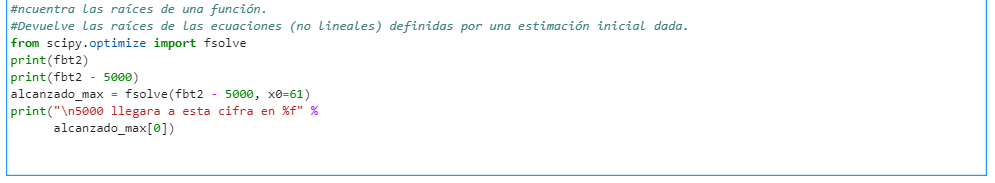 #ncuentra las raíces de una función.
#Devuelve las raíces de las ecuaciones (no lineales) definidas por una estimación inicial dada.
from scipy.optimize import fsolve
print(fbt2)
print(fbt2 - 5000)
alcanzado_max = fsolve(fbt2 - 5000, x0=61)
print("\n5000 llegara a esta cifra en %f" %
      alcanzado_max[0])